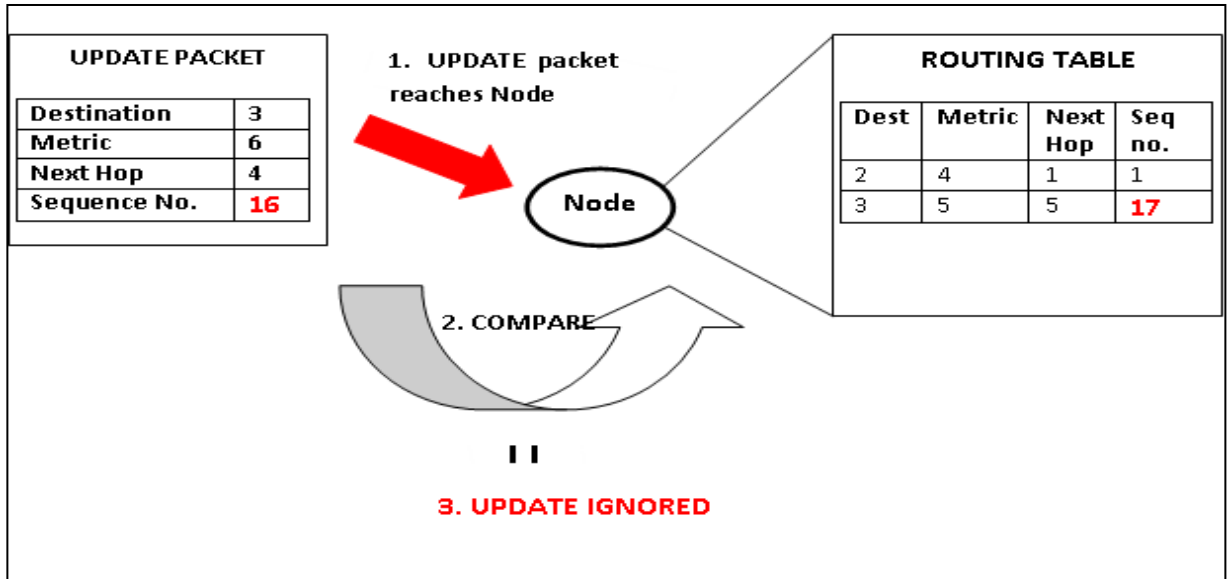 UPDATE PACKET
Destination 3
Metric 6
Next Hop 4
Sequence No. 16
1. UPDATE packet
reaches Node
Node
ROUTING TABLE
Dest Metric Next Hop Seq no.
2 4 1 1
3 5 5 17
2. COMPARE
3. UPDATE IGNORED